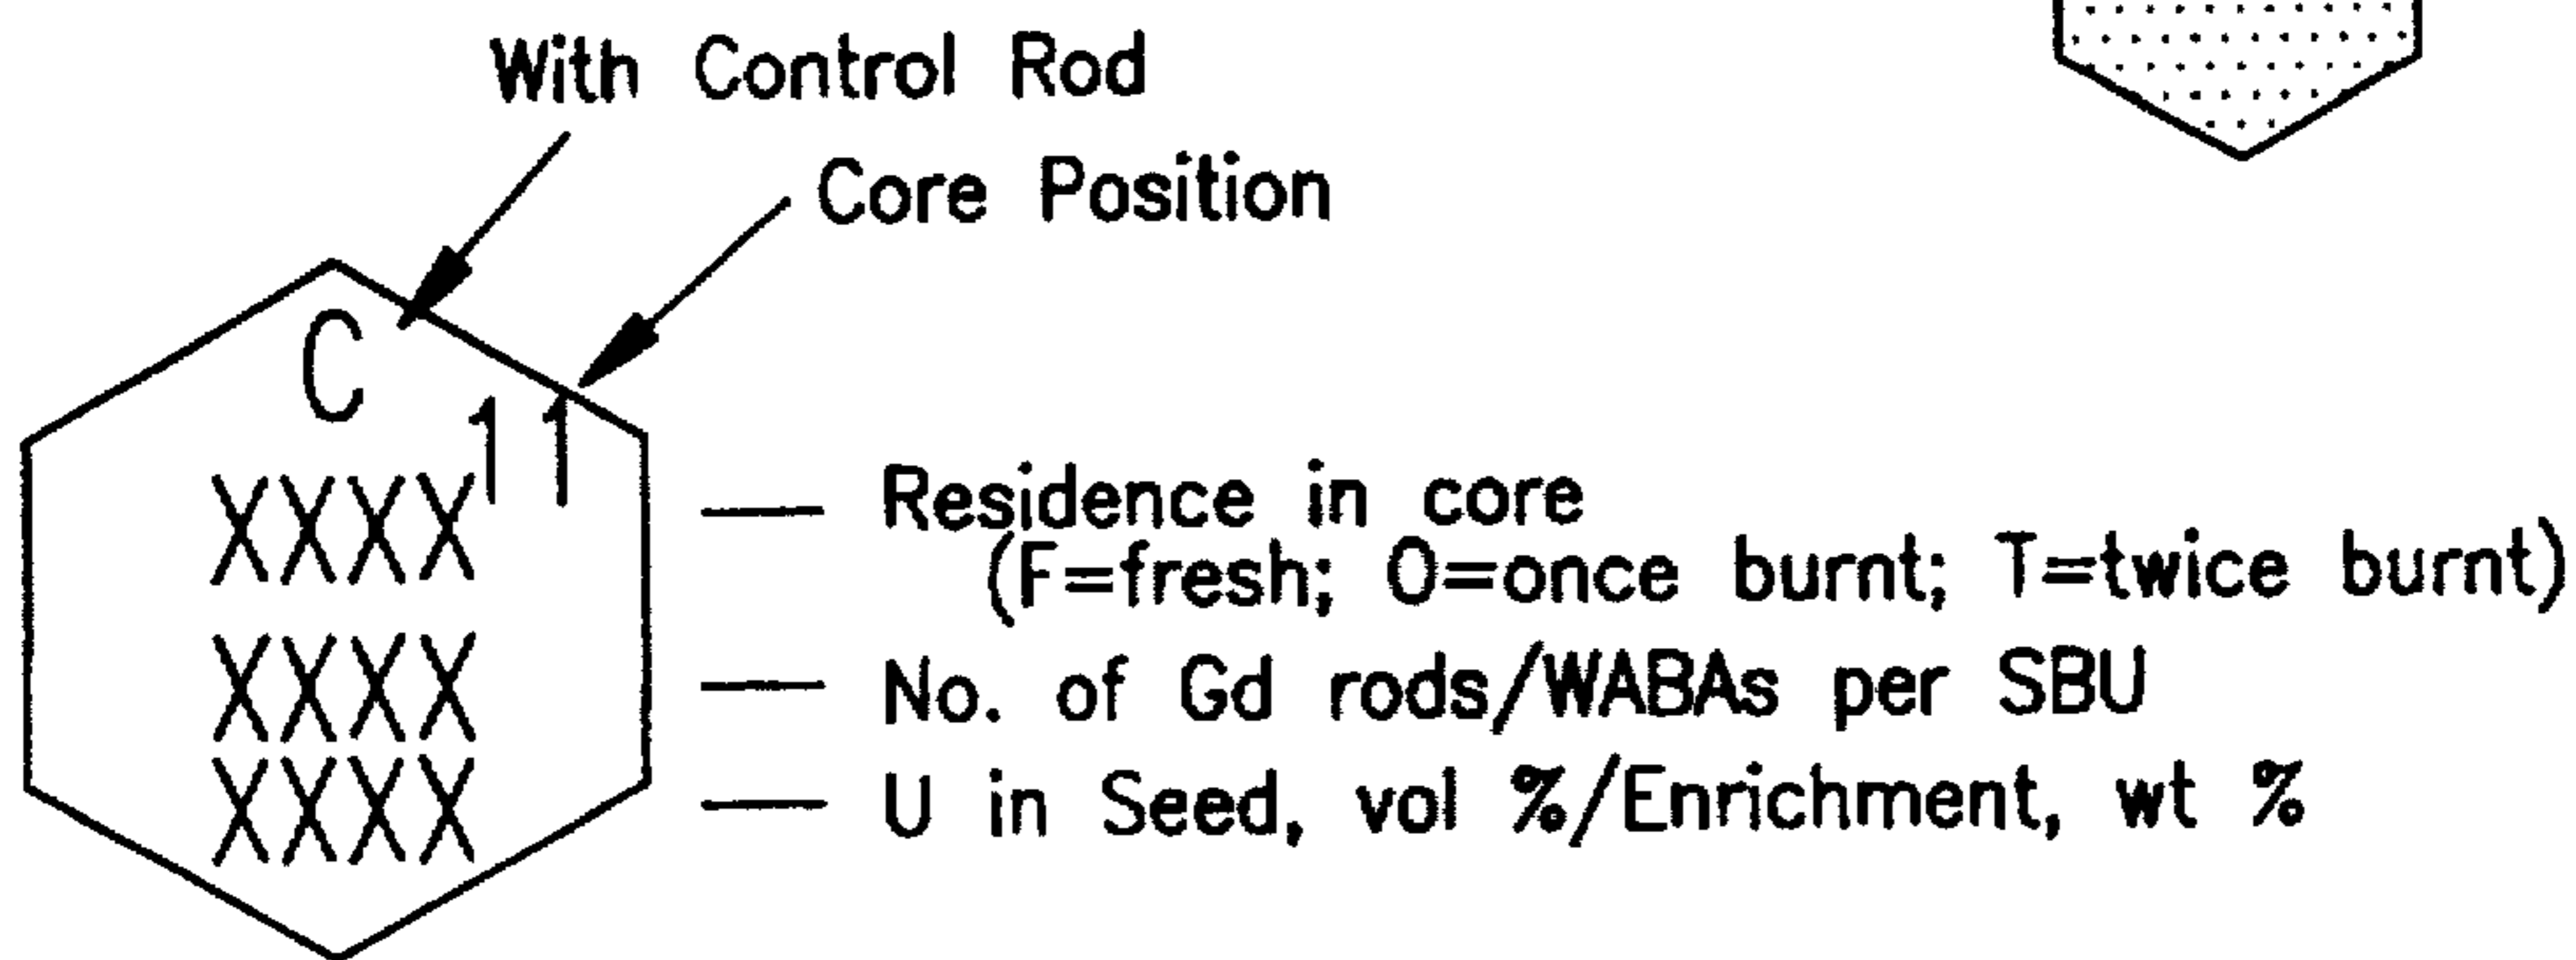 With Control Rod
Core Position
C
11
XXXX — Residence in core
(F=fresh; O=once burnt; T=twice burnt)
XXXX — No. of Gd rods/WABAs per SBU
XXXX — U in Seed, vol %/Enrichment, wt %